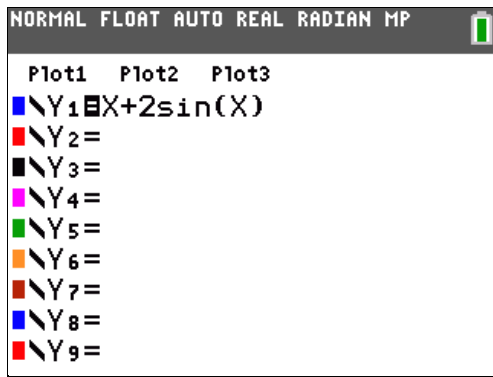 NORMAL FLOAT AUTO REAL RADIAN MP
Plot1 Plot2 Plot3
\Y1=X+2sin(X)
\Y2=
\Y3=
\Y4=
\Y5=
\Y6=
\Y7=
\Y8=
\Y9=